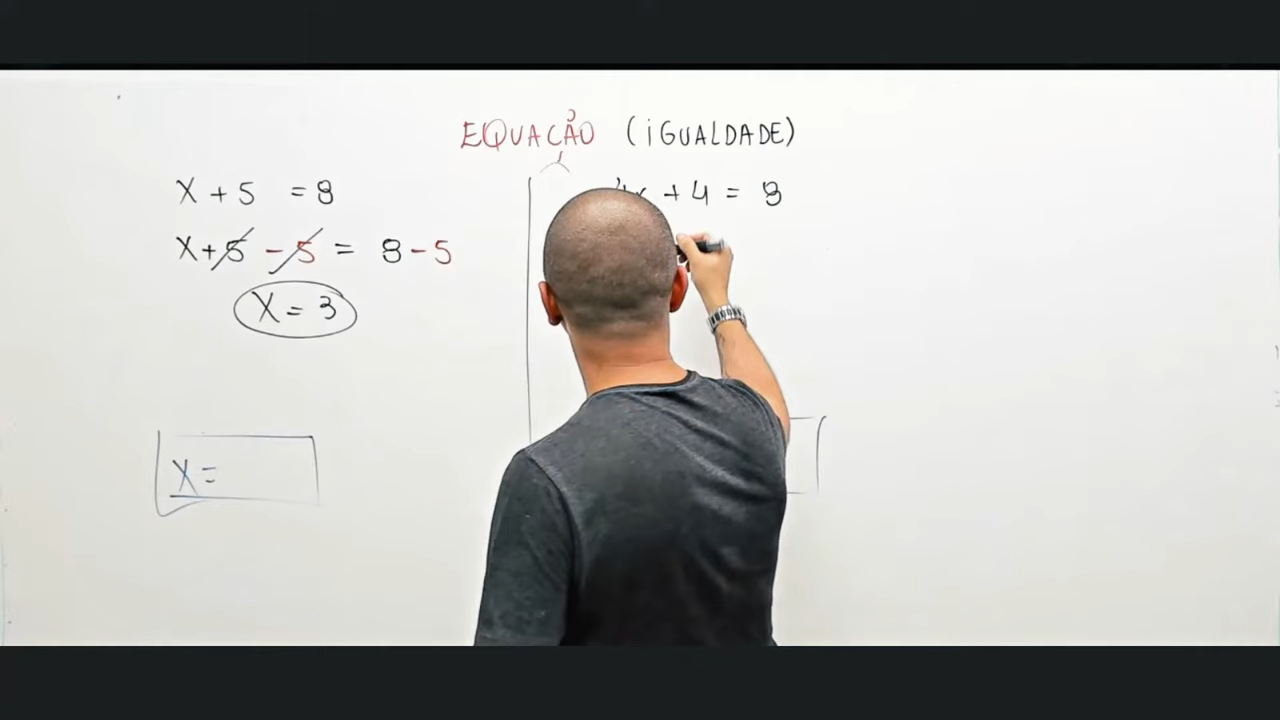 EQUAÇÃO (iGUALDADE)
X + 5 = 8
X + 5 - 5 = 8 - 5
X = 3
X =
+ 4 = 8